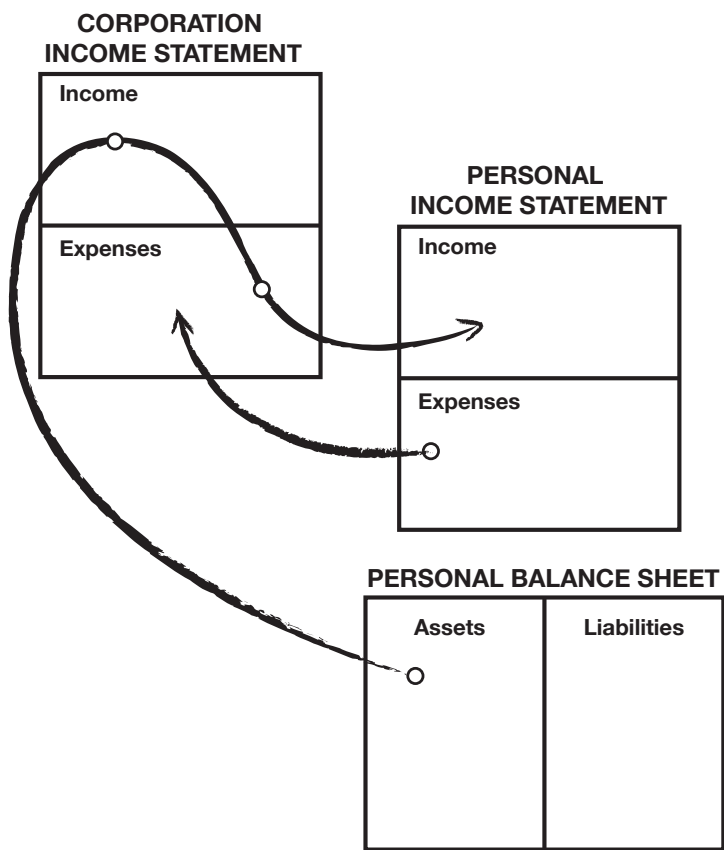 CORPORATION
INCOME STATEMENT
Income
Expenses
PERSONAL
INCOME STATEMENT
Income
Expenses
PERSONAL BALANCE SHEET
Assets
Liabilities